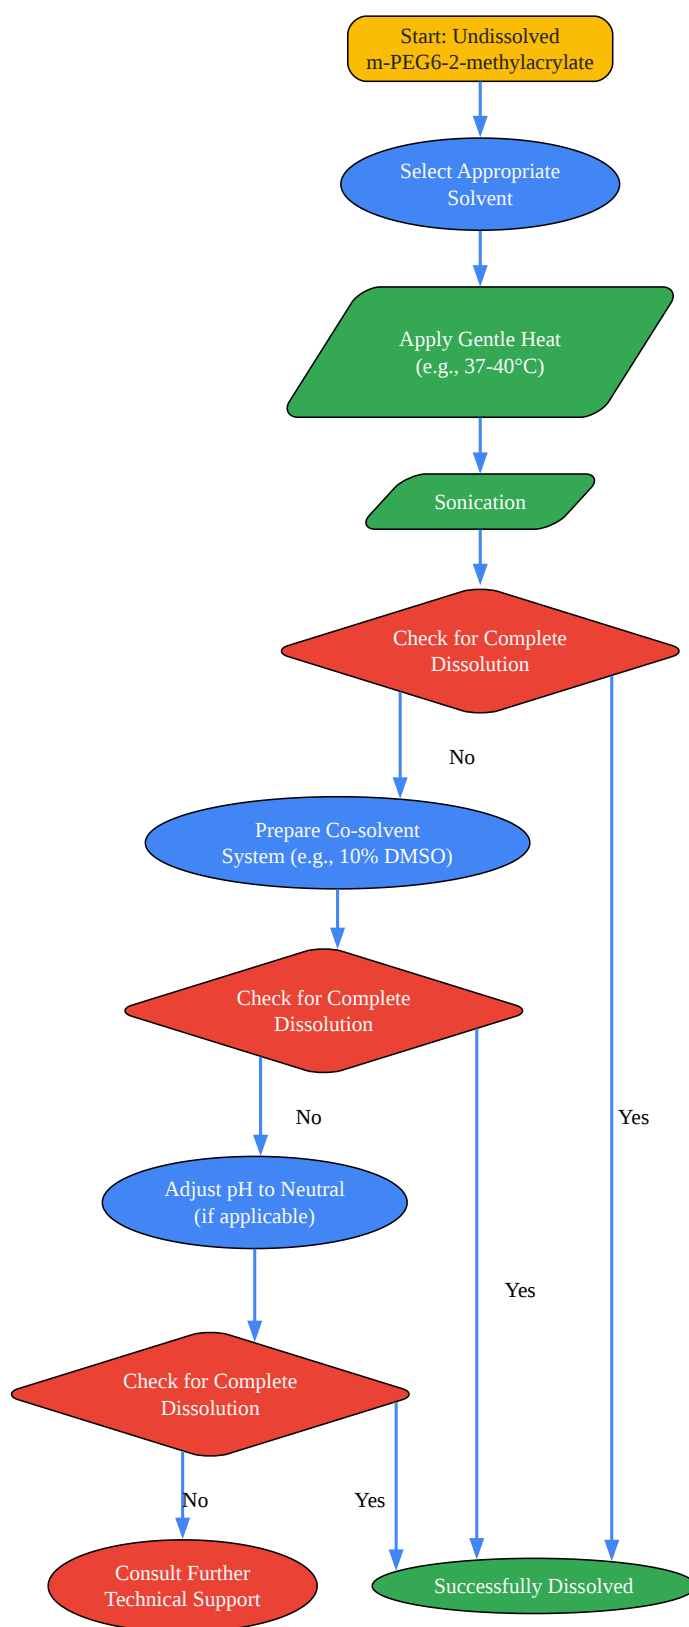 Start: Undissolved
m-PEG6-2-methylacrylate
Select Appropriate
Solvent
Apply Gentle Heat
(e.g., 37-40°C)
Sonication
Check for Complete
Dissolution
No
Prepare Co-solvent
System (e.g., 10% DMSO)
Check for Complete
Dissolution
No
Yes
Adjust pH to Neutral
(if applicable)
Yes
Check for Complete
Dissolution
No
Yes
Consult Further
Technical Support
Successfully Dissolved